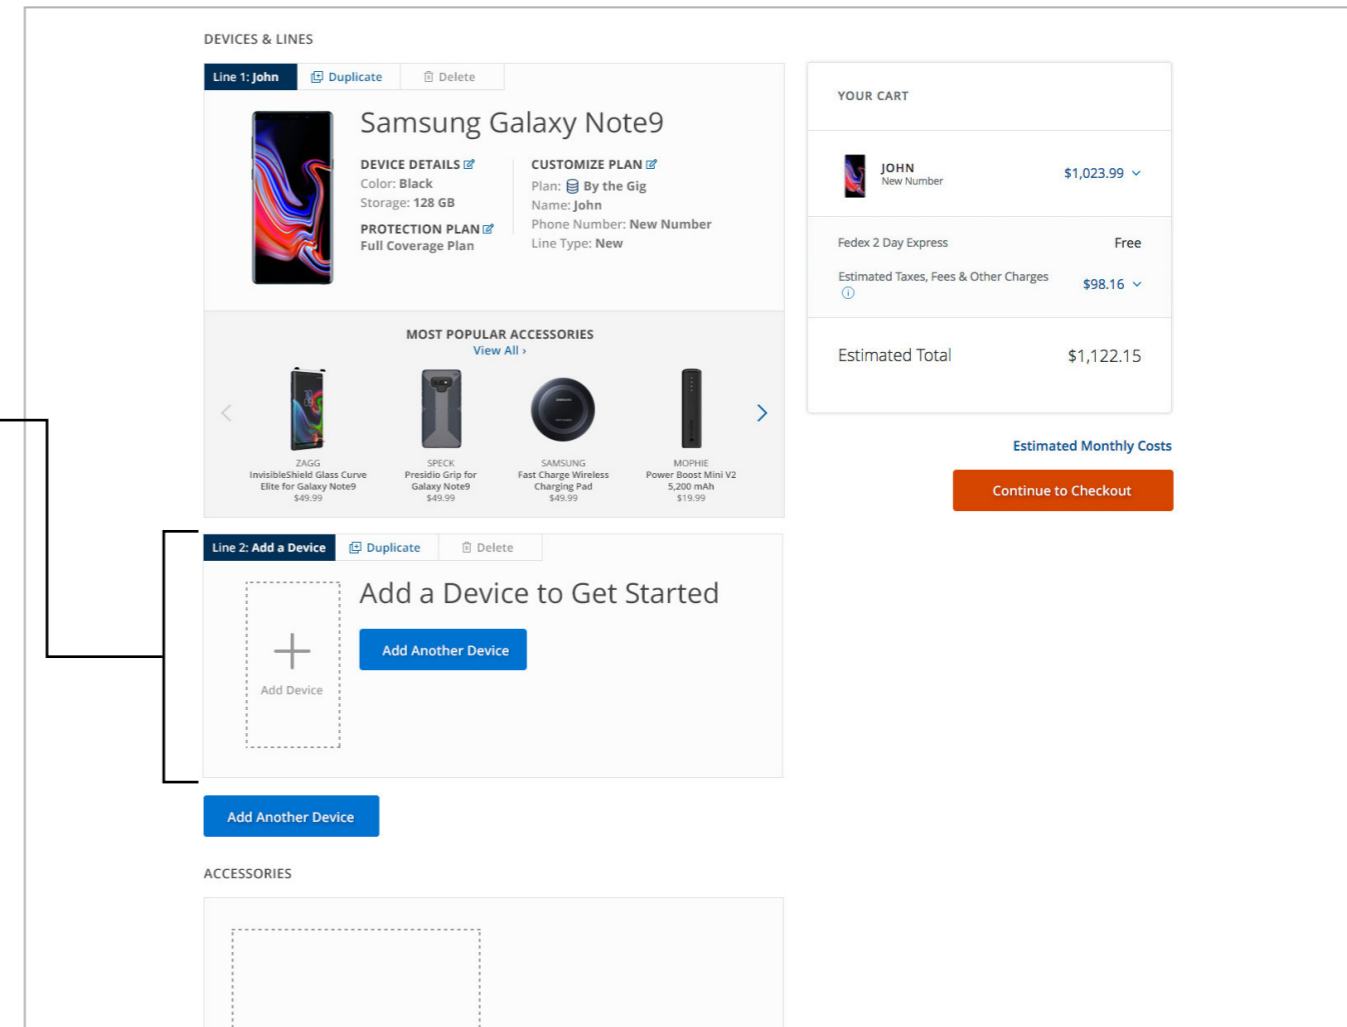 DEVICES & LINES
Line 1: John
Duplicate
Delete
Samsung Galaxy Note9
DEVICE DETAILS
Color: Black
Storage: 128 GB
PROTECTION PLAN
Full Coverage Plan
CUSTOMIZE PLAN
Plan: By the Gig
Name: John
Phone Number: New Number
Line Type: New
MOST POPULAR ACCESSORIES
View All ›
ZAGG
InvisibleShield Glass Curve
Elite for Galaxy Note9
$49.99
SPECK
Presidio Grip for
Galaxy Note9
$49.99
SAMSUNG
Fast Charge Wireless
Charging Pad
$49.99
MOPHIE
Power Boost Mini V2
5,200 mAh
$19.99
YOUR CART
JOHN
New Number
$1,023.99
Fedex 2 Day Express
Free
Estimated Taxes, Fees & Other Charges
$98.16
Estimated Total
$1,122.15
Estimated Monthly Costs
Continue to Checkout
Line 2: Add a Device
Duplicate
Delete
Add Device
Add a Device to Get Started
Add Another Device
Add Another Device
ACCESSORIES